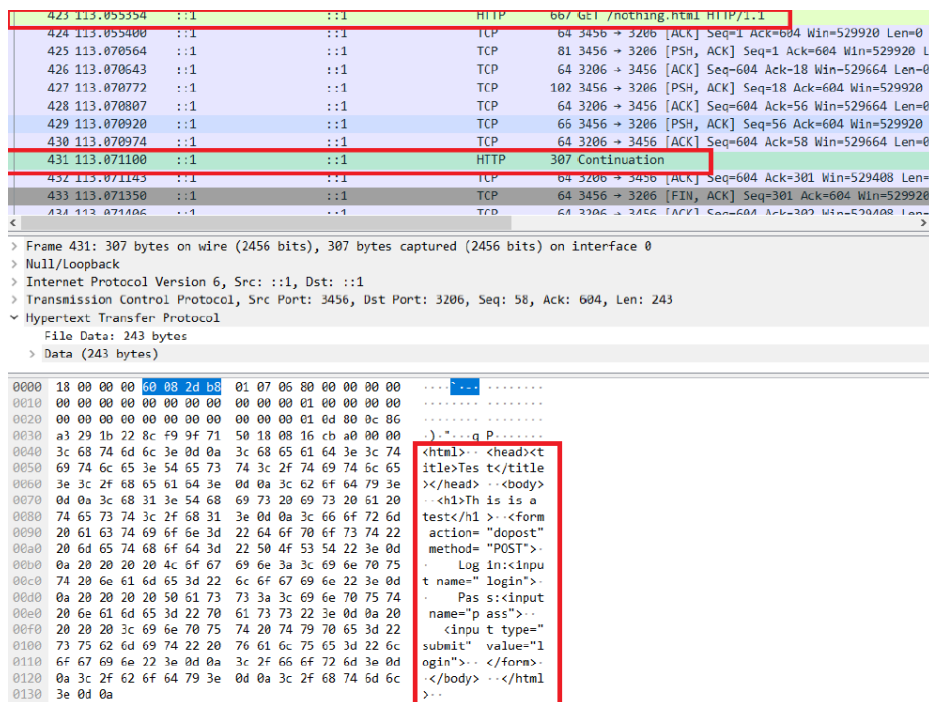 423 113.055354 ::1 ::1 HTTP 667 GET /nothing.html HTTP/1.1
424 113.055400 ::1 ::1 TCP 64 3456 → 3206 [ACK] Seq=1 Ack=604 Win=529920 Len=0
425 113.070564 ::1 ::1 TCP 81 3456 → 3206 [PSH, ACK] Seq=1 Ack=604 Win=529920 L
426 113.070643 ::1 ::1 TCP 64 3206 → 3456 [ACK] Seq=604 Ack=18 Win=529664 Len=0
427 113.070772 ::1 ::1 TCP 102 3456 → 3206 [PSH, ACK] Seq=18 Ack=604 Win=529920
428 113.070807 ::1 ::1 TCP 64 3206 → 3456 [ACK] Seq=604 Ack=56 Win=529664 Len=0
429 113.070920 ::1 ::1 TCP 66 3456 → 3206 [PSH, ACK] Seq=56 Ack=604 Win=529920
430 113.070974 ::1 ::1 TCP 64 3206 → 3456 [ACK] Seq=604 Ack=58 Win=529664 Len=0
431 113.071100 ::1 ::1 HTTP 307 Continuation
432 113.071143 ::1 ::1 TCP 64 3206 → 3456 [ACK] Seq=604 Ack=301 Win=529408 Len=
433 113.071350 ::1 ::1 TCP 64 3456 → 3206 [FIN, ACK] Seq=301 Ack=604 Win=529920
434 113.071406 ::1 ::1 TCP 64 3206 → 3456 [ACK] Seq=604 Ack=302 Win=529408 Len=
< >
> Frame 431: 307 bytes on wire (2456 bits), 307 bytes captured (2456 bits) on interface 0
> Null/Loopback
> Internet Protocol Version 6, Src: ::1, Dst: ::1
> Transmission Control Protocol, Src Port: 3456, Dst Port: 3206, Seq: 58, Ack: 604, Len: 243
Hypertext Transfer Protocol
File Data: 243 bytes
> Data (243 bytes)
0000 18 00 00 00 60 08 2d b8 01 07 06 80 00 00 00 00 ····`·-· ········
0010 00 00 00 00 00 00 00 00 00 00 00 01 00 00 00 00 ········ ········
0020 00 00 00 00 00 00 00 00 00 00 00 01 0d 80 0c 86 ········ ········
0030 a3 29 1b 22 8c f9 9f 71 50 18 08 16 cb a0 00 00 ·)·"···q P·······
0040 3c 68 74 6d 6c 3e 0d 0a 3c 68 65 61 64 3e 3c 74 <html>·· <head><t
0050 69 74 6c 65 3e 54 65 73 74 3c 2f 74 69 74 6c 65 itle>Tes t</title
0060 3e 3c 2f 68 65 61 64 3e 0d 0a 3c 62 6f 64 79 3e ></head> ··<body>
0070 0d 0a 3c 68 31 3e 54 68 69 73 20 69 73 20 61 20 ··<h1>Th is is a
0080 74 65 73 74 3c 2f 68 31 3e 0d 0a 3c 66 6f 72 6d test</h1 >··<form
0090 20 61 63 74 69 6f 6e 3d 22 64 6f 70 6f 73 74 22 action= "dopost"
00a0 20 6d 65 74 68 6f 64 3d 22 50 4f 53 54 22 3e 0d method= "POST">·
00b0 0a 20 20 20 20 4c 6f 67 69 6e 3a 3c 69 6e 70 75 · Log in:<inpu
00c0 74 20 6e 61 6d 65 3d 22 6c 6f 67 69 6e 22 3e 0d t name=" login">·
00d0 0a 20 20 20 20 50 61 73 73 3a 3c 69 6e 70 75 74 · Pas s:<input
00e0 20 6e 61 6d 65 3d 22 70 61 73 73 22 3e 0d 0a 20 name="p ass">··
00f0 20 20 20 3c 69 6e 70 75 74 20 74 79 70 65 3d 22 <inpu t type="
0100 73 75 62 6d 69 74 22 20 76 61 6c 75 65 3d 22 6c submit" value="l
0110 6f 67 69 6e 22 3e 0d 0a 3c 2f 66 6f 72 6d 3e 0d ogin">·· </form>·
0120 0a 3c 2f 62 6f 64 79 3e 0d 0a 3c 2f 68 74 6d 6c ·</body> ··</html
0130 3e 0d 0a >··